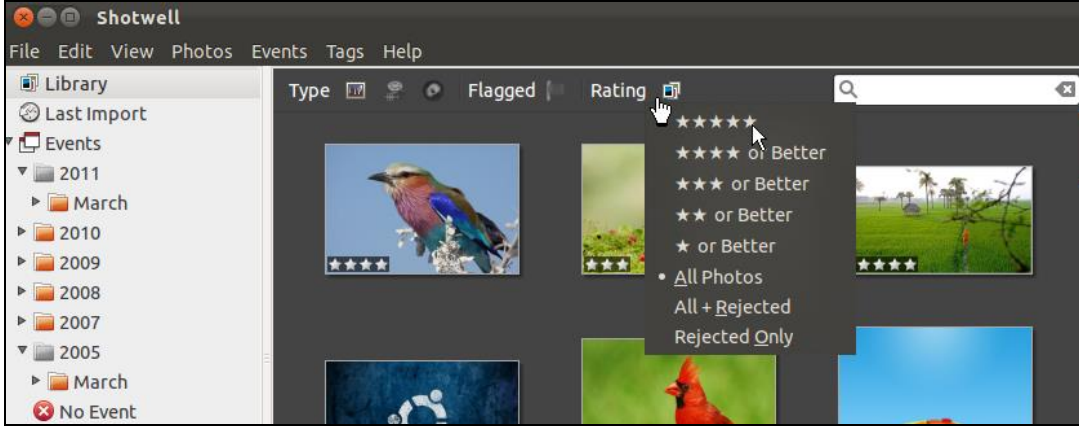 Shotwell
File Edit View Photos Events Tags Help
Library
Last Import
Events
2011
March
2010
2009
2008
2007
2005
March
No Event
Type Flagged Rating
★★★★★
★★★★ or Better
★★★ or Better
★★ or Better
★ or Better
• All Photos
All + Rejected
Rejected Only
★★★★
★★★
★★★★